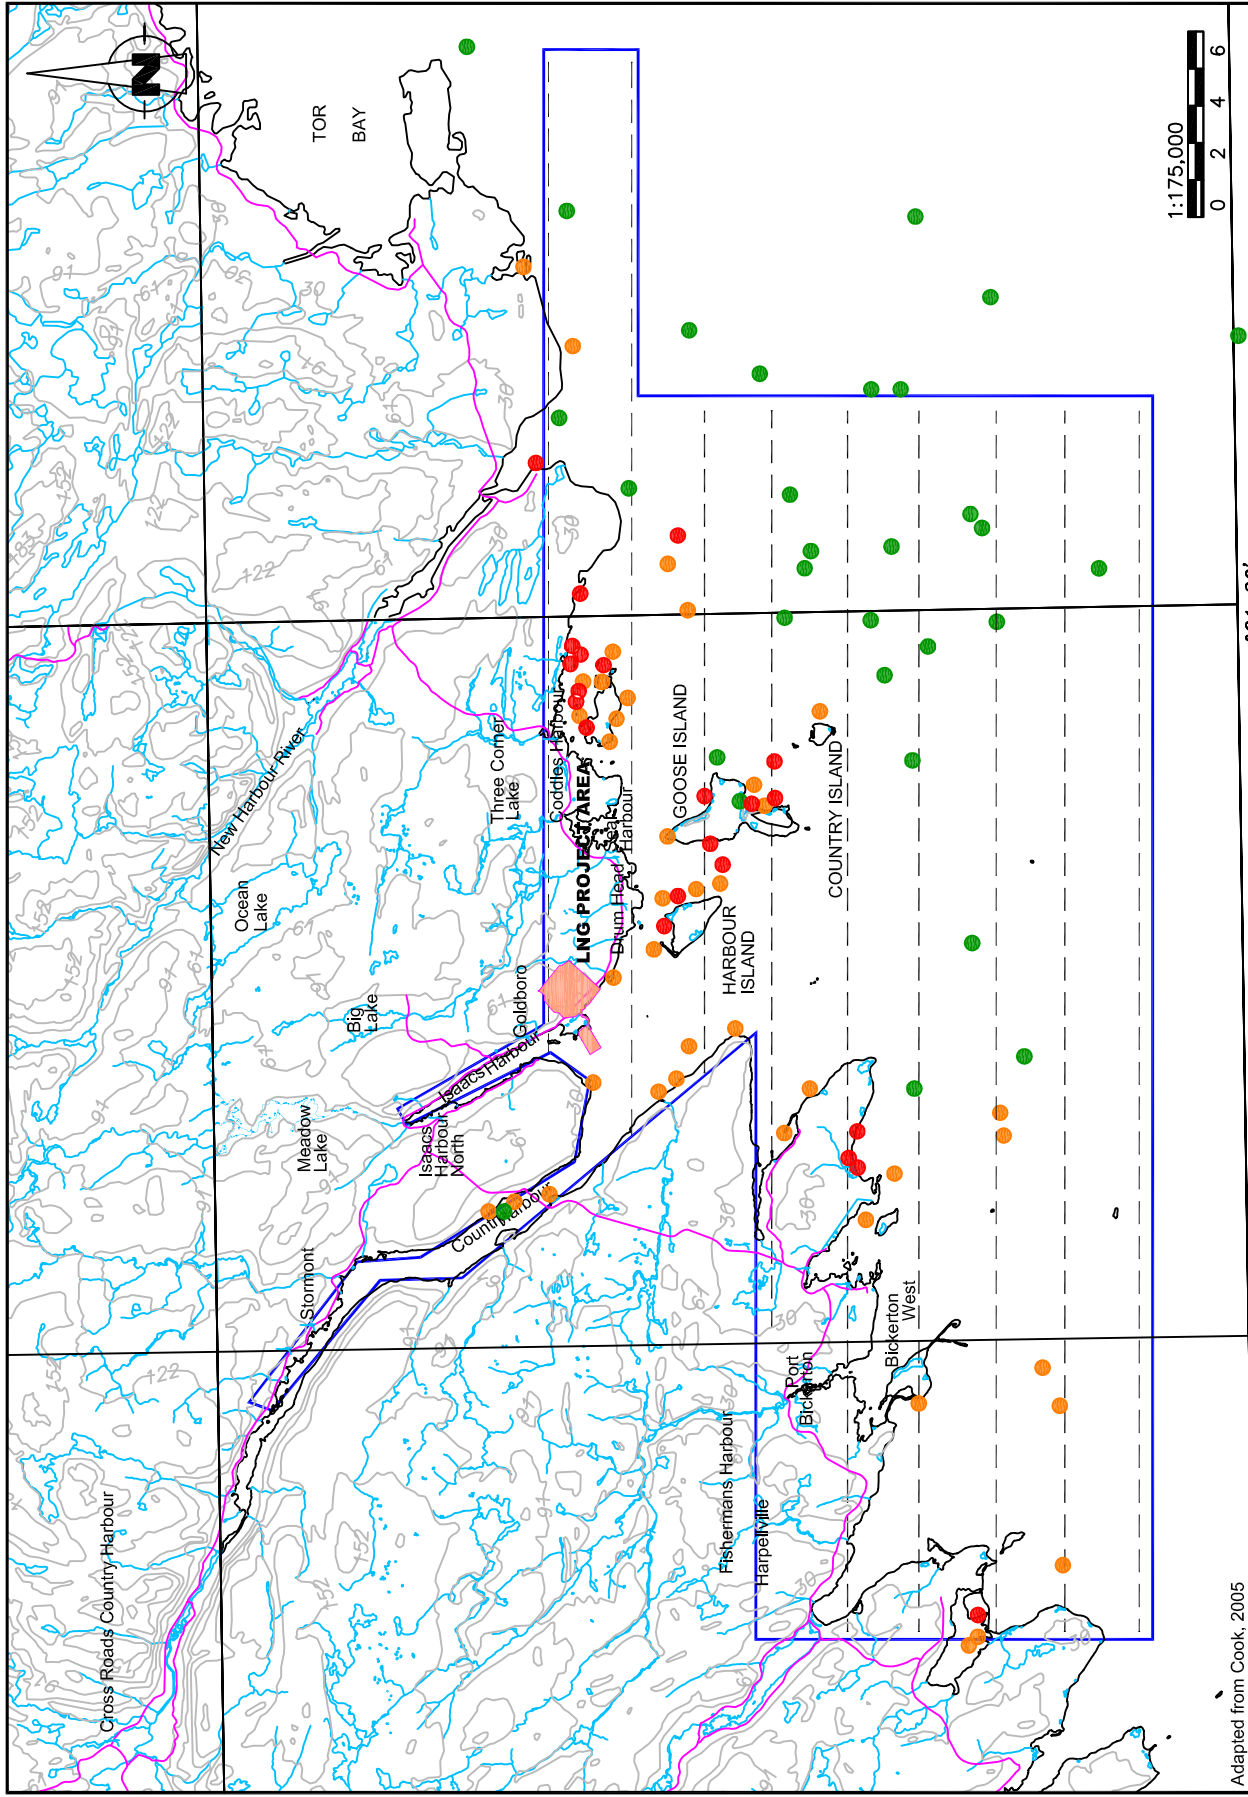 N
TOR
BAY
1:175,000
0 2 4 6
Cross Roads Country Harbour
Stormont
Meadow
Lake
Big
Lake
Ocean
Lake
New Harbour River
Three Corner
Lake
Isaacs
Harbour
North
Isaacs Harbour
Goldboro
Country Harbour
Coddles Harbour
LNG PROJECT AREA
Drum Head
Harbour
GOOSE ISLAND
HARBOUR
ISLAND
COUNTRY ISLAND
Fishermans Harbour
Harpellville
Port
Bickerton
Bickerton
West
30
61
91
122
152
Adapted from Cook, 2005